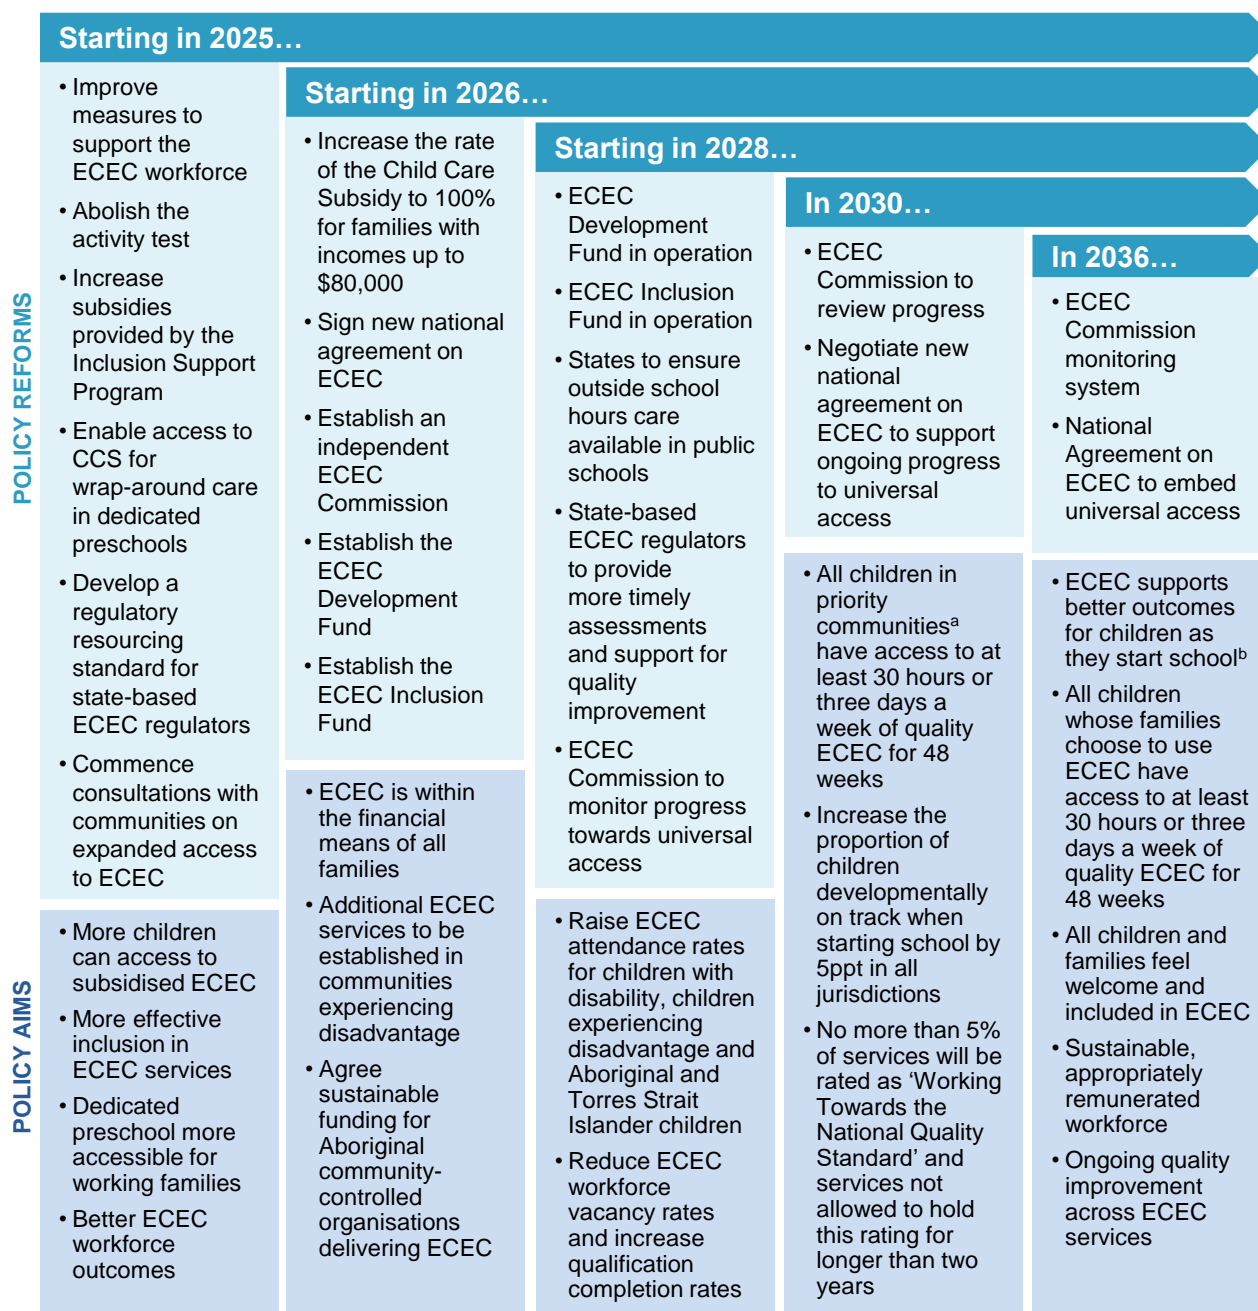 Starting in 2025…
POLICY REFORMS
• Improve
measures to
support the
ECEC workforce
• Abolish the
activity test
• Increase
subsidies
provided by the
Inclusion Support
Program
• Enable access to
CCS for
wrap-around care
in dedicated
preschools
• Develop a
regulatory
resourcing
standard for
state-based
ECEC regulators
• Commence
consultations with
communities on
expanded access
to ECEC
POLICY AIMS
• More children
can access to
subsidised ECEC
• More effective
inclusion in
ECEC services
• Dedicated
preschool more
accessible for
working families
• Better ECEC
workforce
outcomes
Starting in 2026…
• Increase the rate
of the Child Care
Subsidy to 100%
for families with
incomes up to
$80,000
• Sign new national
agreement on
ECEC
• Establish an
independent
ECEC
Commission
• Establish the
ECEC
Development
Fund
• Establish the
ECEC Inclusion
Fund
• ECEC is within
the financial
means of all
families
• Additional ECEC
services to be
established in
communities
experiencing
disadvantage
• Agree
sustainable
funding for
Aboriginal
community-
controlled
organisations
delivering ECEC
Starting in 2028…
• ECEC
Development
Fund in operation
• ECEC Inclusion
Fund in operation
• States to ensure
outside school
hours care
available in public
schools
• State-based
ECEC regulators
to provide
more timely
assessments
and support for
quality
improvement
• ECEC
Commission to
monitor progress
towards universal
access
• Raise ECEC
attendance rates
for children with
disability, children
experiencing
disadvantage and
Aboriginal and
Torres Strait
Islander children
• Reduce ECEC
workforce
vacancy rates
and increase
qualification
completion rates
In 2030…
• ECEC
Commission to
review progress
• Negotiate new
national
agreement on
ECEC to support
ongoing progress
to universal
access
• All children in
priority
communitiesᵃ
have access to at
least 30 hours or
three days a
week of quality
ECEC for 48
weeks
• Increase the
proportion of
children
developmentally
on track when
starting school by
5ppt in all
jurisdictions
• No more than 5%
of services will be
rated as ‘Working
Towards the
National Quality
Standard’ and
services not
allowed to hold
this rating for
longer than two
years
In 2036…
• ECEC
Commission
monitoring
system
• National
Agreement on
ECEC to embed
universal access
• ECEC supports
better outcomes
for children as
they start schoolᵇ
• All children
whose families
choose to use
ECEC have
access to at least
30 hours or three
days a week of
quality ECEC for
48 weeks
• All children and
families feel
welcome and
included in ECEC
• Sustainable,
appropriately
remunerated
workforce
• Ongoing quality
improvement
across ECEC
services